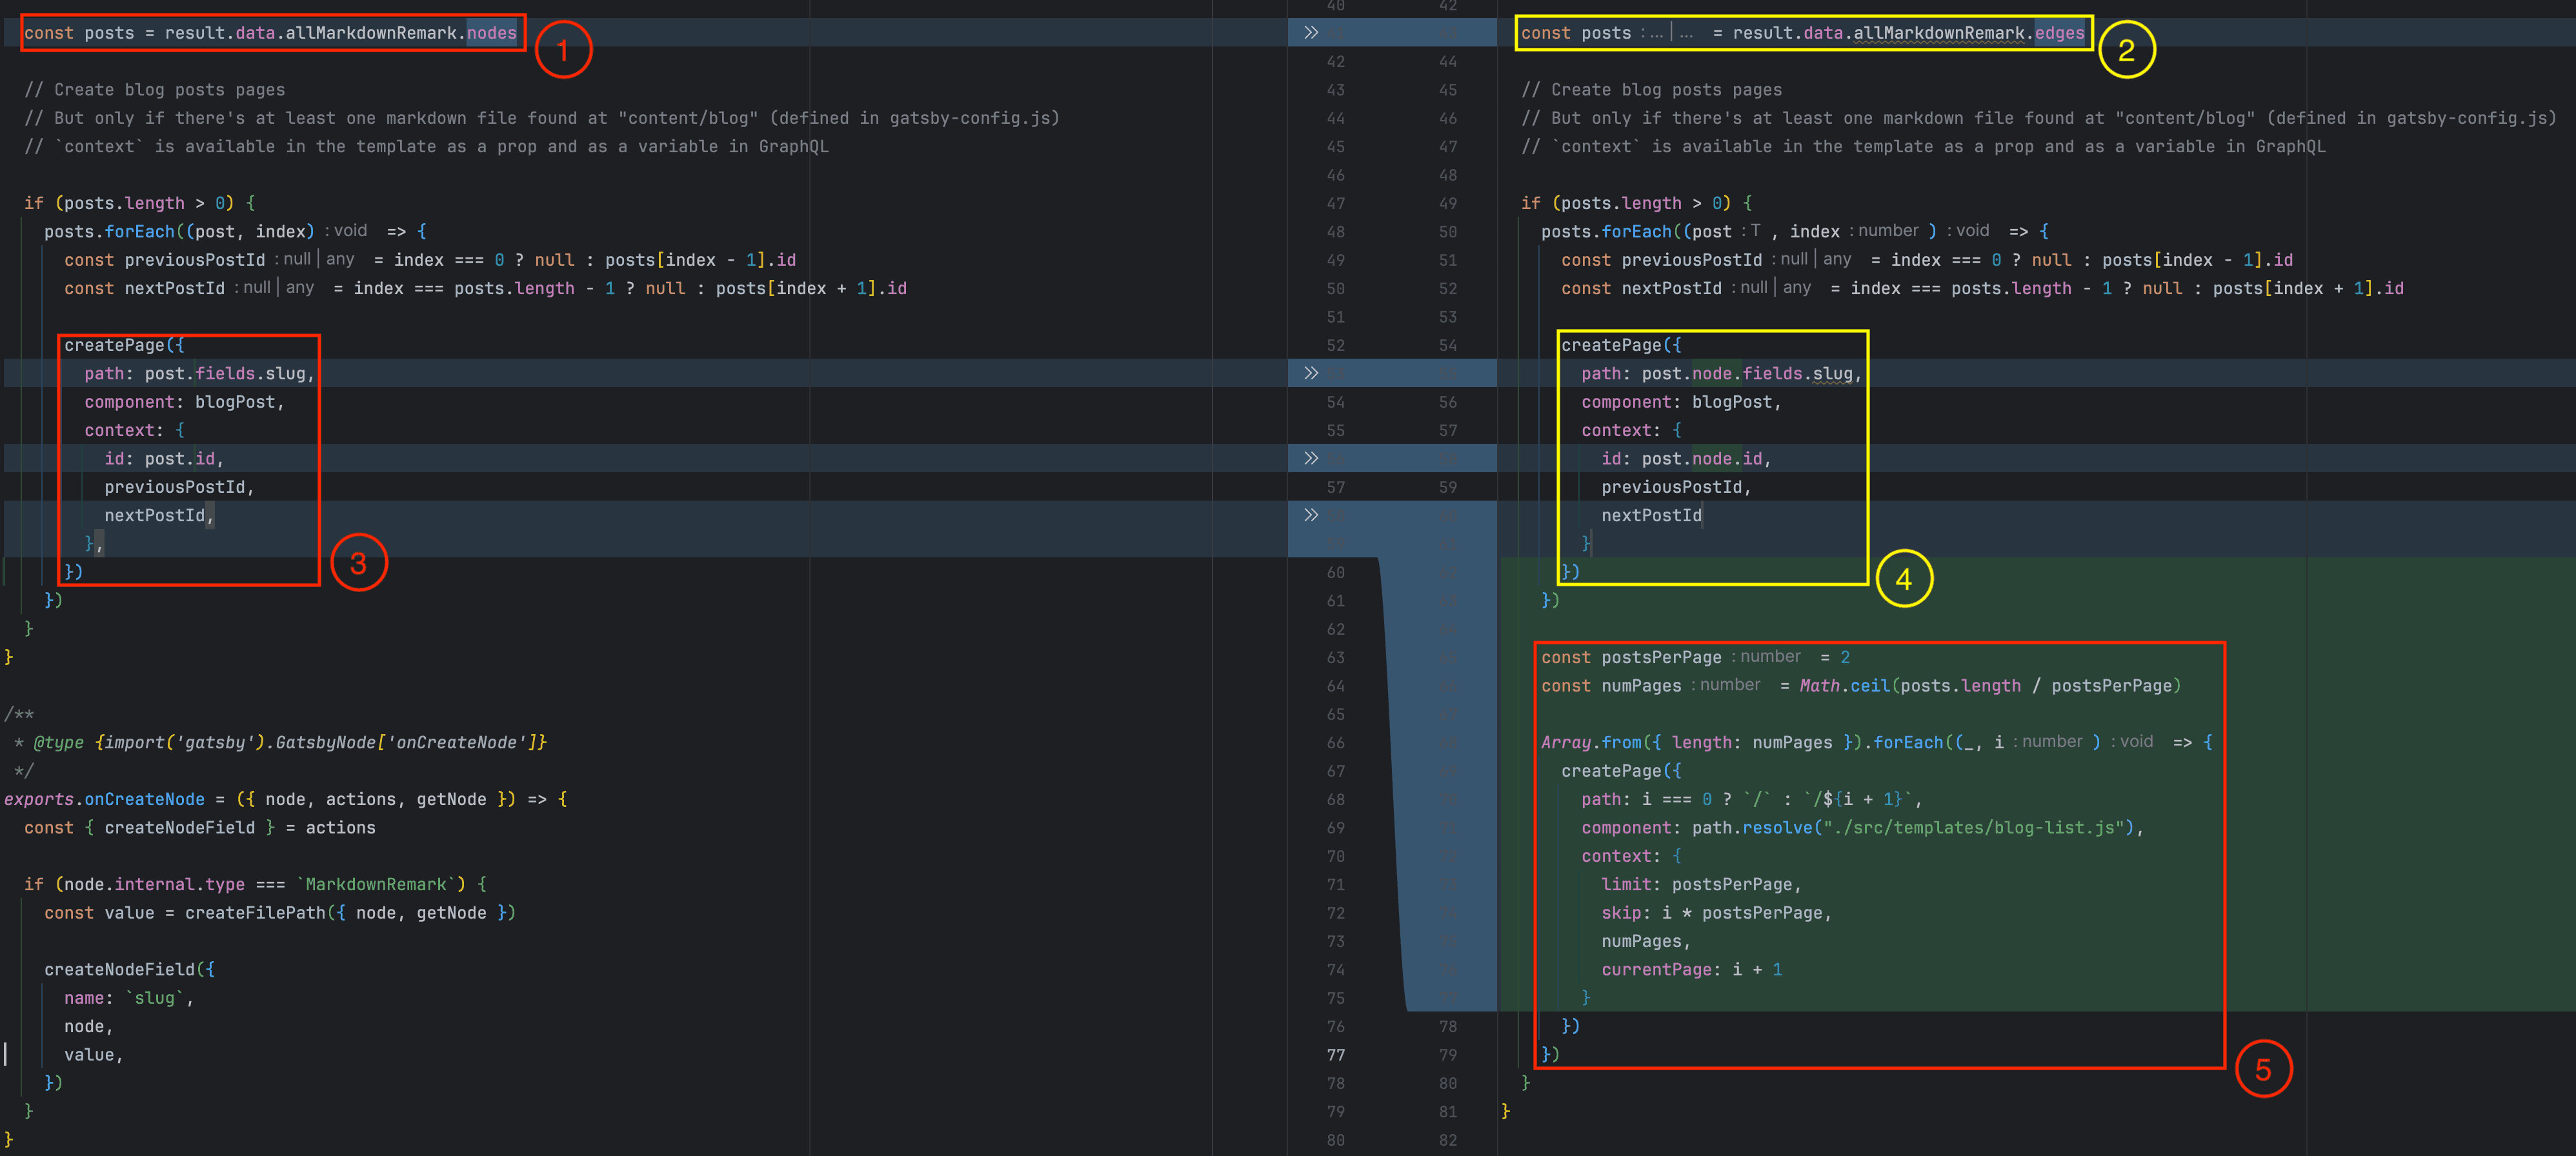 const posts = result.data.allMarkdownRemark.nodes
1
// Create blog posts pages
// But only if there's at least one markdown file found at "content/blog" (defined in gatsby-config.js)
// `context` is available in the template as a prop and as a variable in GraphQL
if (posts.length > 0) {
posts.forEach((post, index) : void => {
const previousPostId : null | any = index === 0 ? null : posts[index - 1].id
const nextPostId : null | any = index === posts.length - 1 ? null : posts[index + 1].id
createPage({
path: post.fields.slug,
component: blogPost,
context: {
id: post.id,
previousPostId,
nextPostId,
},
})
3
})
}
}
/**
* @type {import('gatsby').GatsbyNode['onCreateNode']}
*/
exports.onCreateNode = ({ node, actions, getNode }) => {
const { createNodeField } = actions
if (node.internal.type === `MarkdownRemark`) {
const value = createFilePath({ node, getNode })
createNodeField({
name: `slug`,
node,
value,
})
}
}
40 42
»
42 44
43 45
44 46
45 47
46 48
47 49
48 50
49 51
50 52
51 53
52 54
»
54 56
55 57
»
57 59
»
60
61
62
63
64
65
66
67
68
69
70
71
72
73
74
75
76 78
77 79
78 80
79 81
80 82
const posts : ... | ... = result.data.allMarkdownRemark.edges
2
// Create blog posts pages
// But only if there's at least one markdown file found at "content/blog" (defined in gatsby-config.js)
// `context` is available in the template as a prop and as a variable in GraphQL
if (posts.length > 0) {
posts.forEach((post : T , index : number ) : void => {
const previousPostId : null | any = index === 0 ? null : posts[index - 1].id
const nextPostId : null | any = index === posts.length - 1 ? null : posts[index + 1].id
createPage({
path: post.node.fields.slug,
component: blogPost,
context: {
id: post.node.id,
previousPostId,
nextPostId
}
})
4
})
const postsPerPage : number = 2
const numPages : number = Math.ceil(posts.length / postsPerPage)
Array.from({ length: numPages }).forEach((_, i : number ) : void => {
createPage({
path: i === 0 ? `/` : `/${i + 1}`,
component: path.resolve("./src/templates/blog-list.js"),
context: {
limit: postsPerPage,
skip: i * postsPerPage,
numPages,
currentPage: i + 1
}
})
})
5
}
}